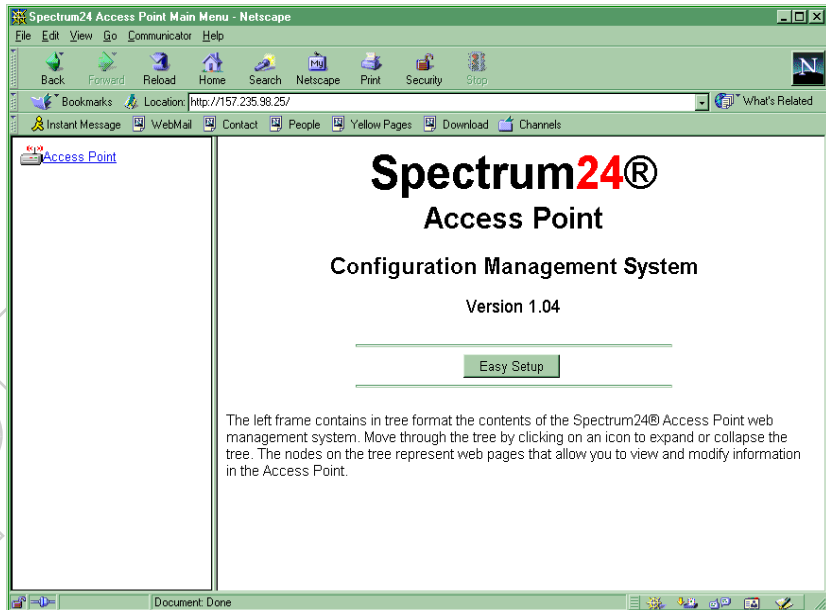 Spectrum24 Access Point Main Menu - Netscape
File Edit View Go Communicator Help
Back Forward Reload Home Search Netscape Print Security Stop
My
N
Bookmarks Location: http://157.235.98.25/ What's Related
Instant Message WebMail Contact People Yellow Pages Download Channels
Access Point
Spectrum24®
Access Point
Configuration Management System
Version 1.04
Easy Setup
The left frame contains in tree format the contents of the Spectrum24® Access Point web
management system. Move through the tree by clicking on an icon to expand or collapse the
tree. The nodes on the tree represent web pages that allow you to view and modify information
in the Access Point.
Document: Done